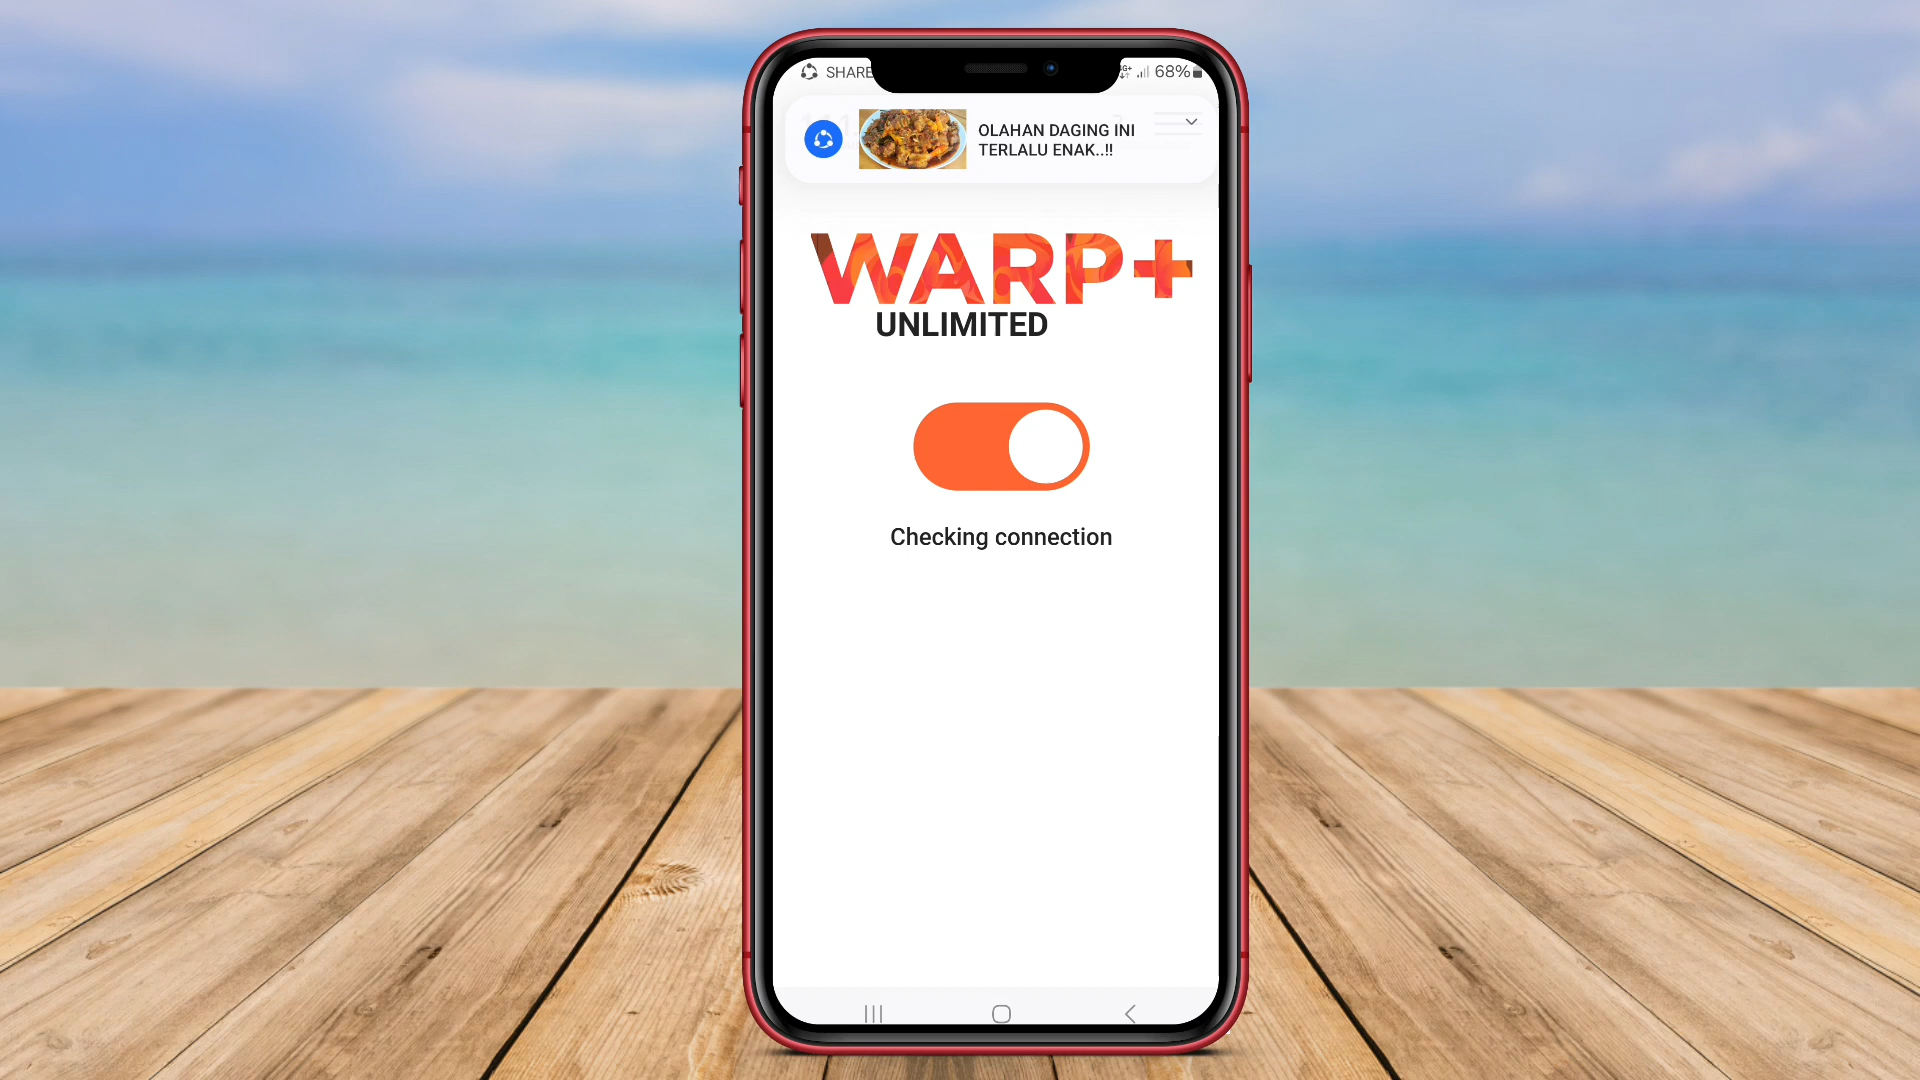 SHARE
68%
OLAHAN DAGING INI
TERLALU ENAK..!!
WARP+
UNLIMITED
Checking connection